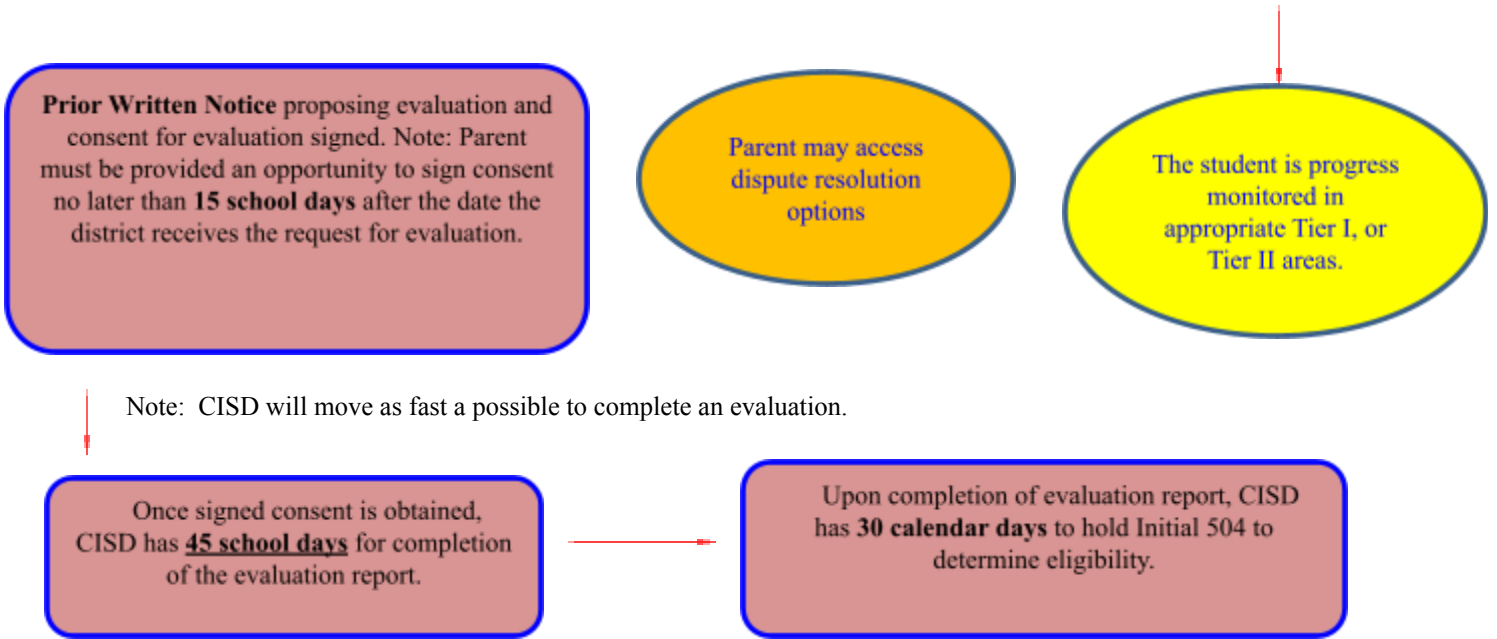 Prior Written Notice proposing evaluation and
consent for evaluation signed. Note: Parent
must be provided an opportunity to sign consent
no later than 15 school days after the date the
district receives the request for evaluation.
Parent may access
dispute resolution
options
The student is progress
monitored in
appropriate Tier I, or
Tier II areas.
Note:  CISD will move as fast a possible to complete an evaluation.
Once signed consent is obtained,
CISD has 45 school days for completion
of the evaluation report.
Upon completion of evaluation report, CISD
has 30 calendar days to hold Initial 504 to
determine eligibility.